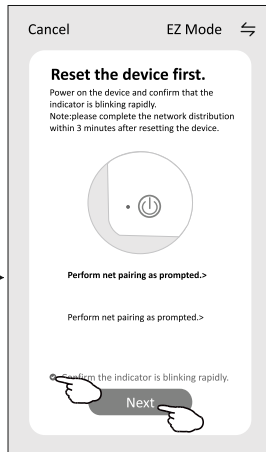 Cancel EZ Mode
Reset the device first.
Power on the device and confirm that the
indicator is blinking rapidly.
Note:please complete the network distribution
within 3 minutes after resetting the device.
Perform net pairing as prompted.>
Perform net pairing as prompted.>
Confirm the indicator is blinking rapidly.
Next